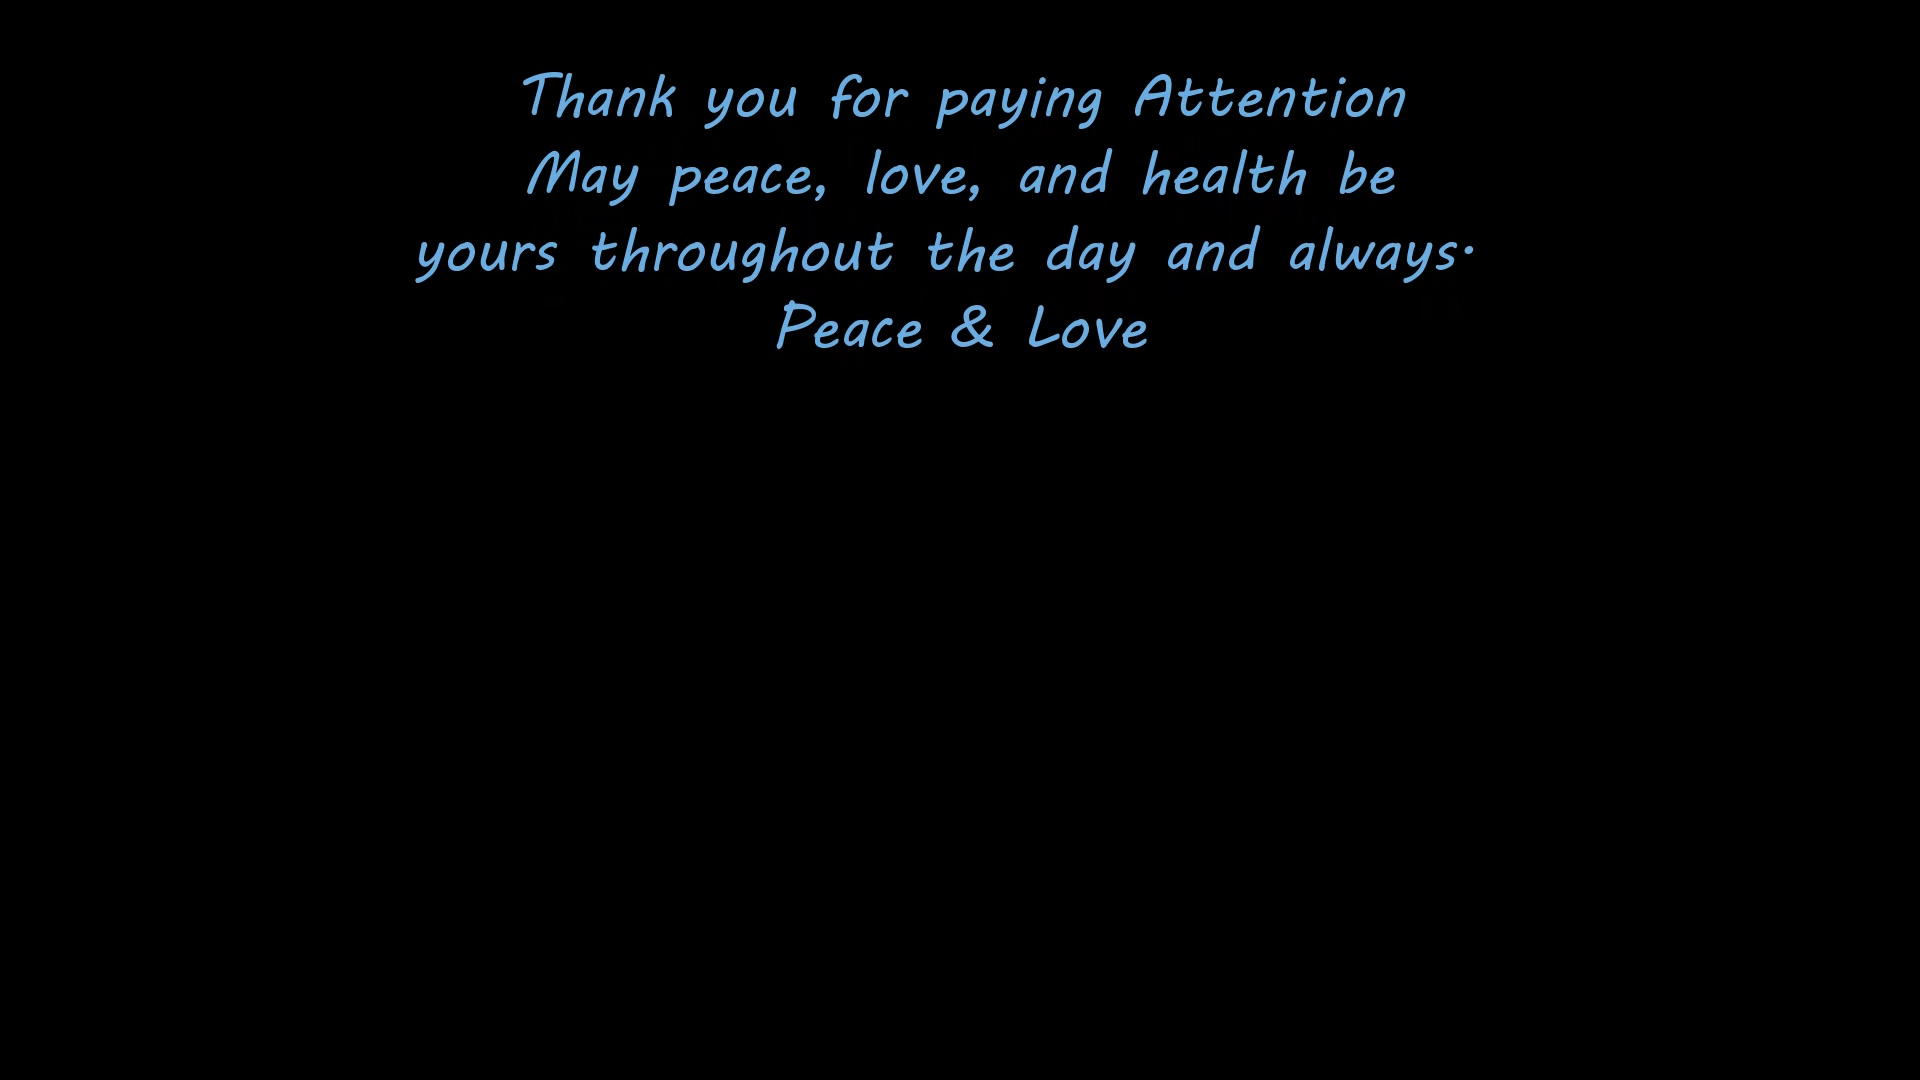 Thank you for paying Attention
May peace, love, and health be
yours throughout the day and always.
Peace & Love